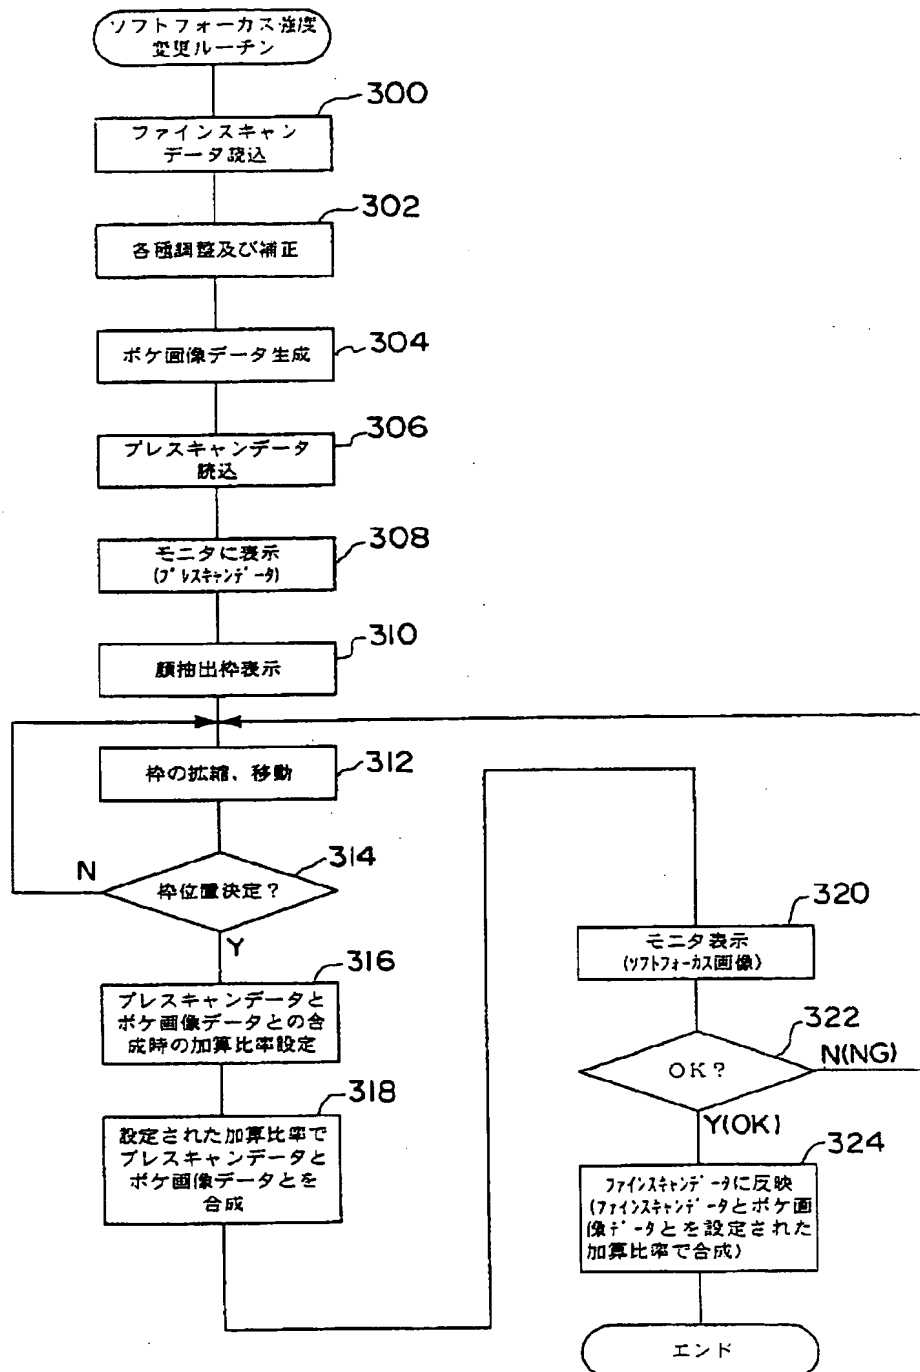 ソフトフォーカス強度
変更ルーチン
300
ファインスキャン
データ読込
302
各種調整及び補正
304
ボケ画像データ生成
306
プレスキャンデータ
読込
308
モニタに表示
(プレスキャンデータ)
310
顔抽出枠表示
312
枠の拡縮、移動
314
N
枠位置決定？
Y
316
プレスキャンデータと
ボケ画像データとの合
成時の加算比率設定
318
設定された加算比率で
プレスキャンデータと
ボケ画像データとを
合成
320
モニタ表示
(ソフトフォーカス画像)
322
N(NG)
OK？
Y(OK)
324
ファインスキャンデータに反映
(ファインスキャンデータとボケ画
像データとを設定された
加算比率で合成)
エンド